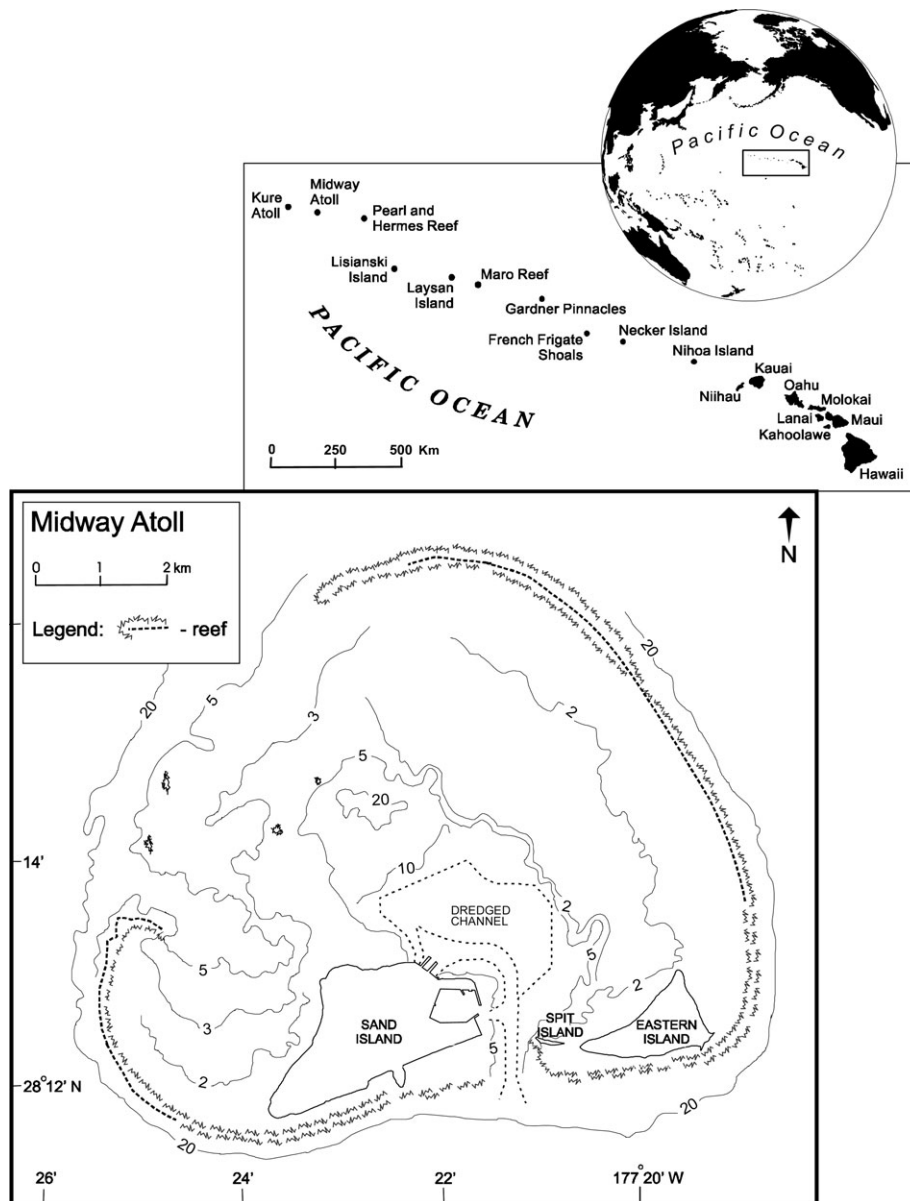 Pacific Ocean
Kure
Atoll
Midway
Atoll
Pearl and
Hermes Reef
Lisianski
Island
Laysan
Island
Maro Reef
Gardner Pinnacles
French Frigate
Shoals
Necker Island
Nihoa Island
Kauai
Niihau
Oahu
Molokai
Lanai
Maui
Kahoolawe
Hawaii
PACIFIC OCEAN
0 250 500 Km
Midway Atoll
0 1 2 km
Legend: - reef
N
20
5
3
20
2
5
20
10
DREDGED
CHANNEL
2
5
2
5
3
2
SAND
ISLAND
5
SPIT
ISLAND
EASTERN
ISLAND
20
20
14'
28°12' N
26' 24' 22' 177°20' W